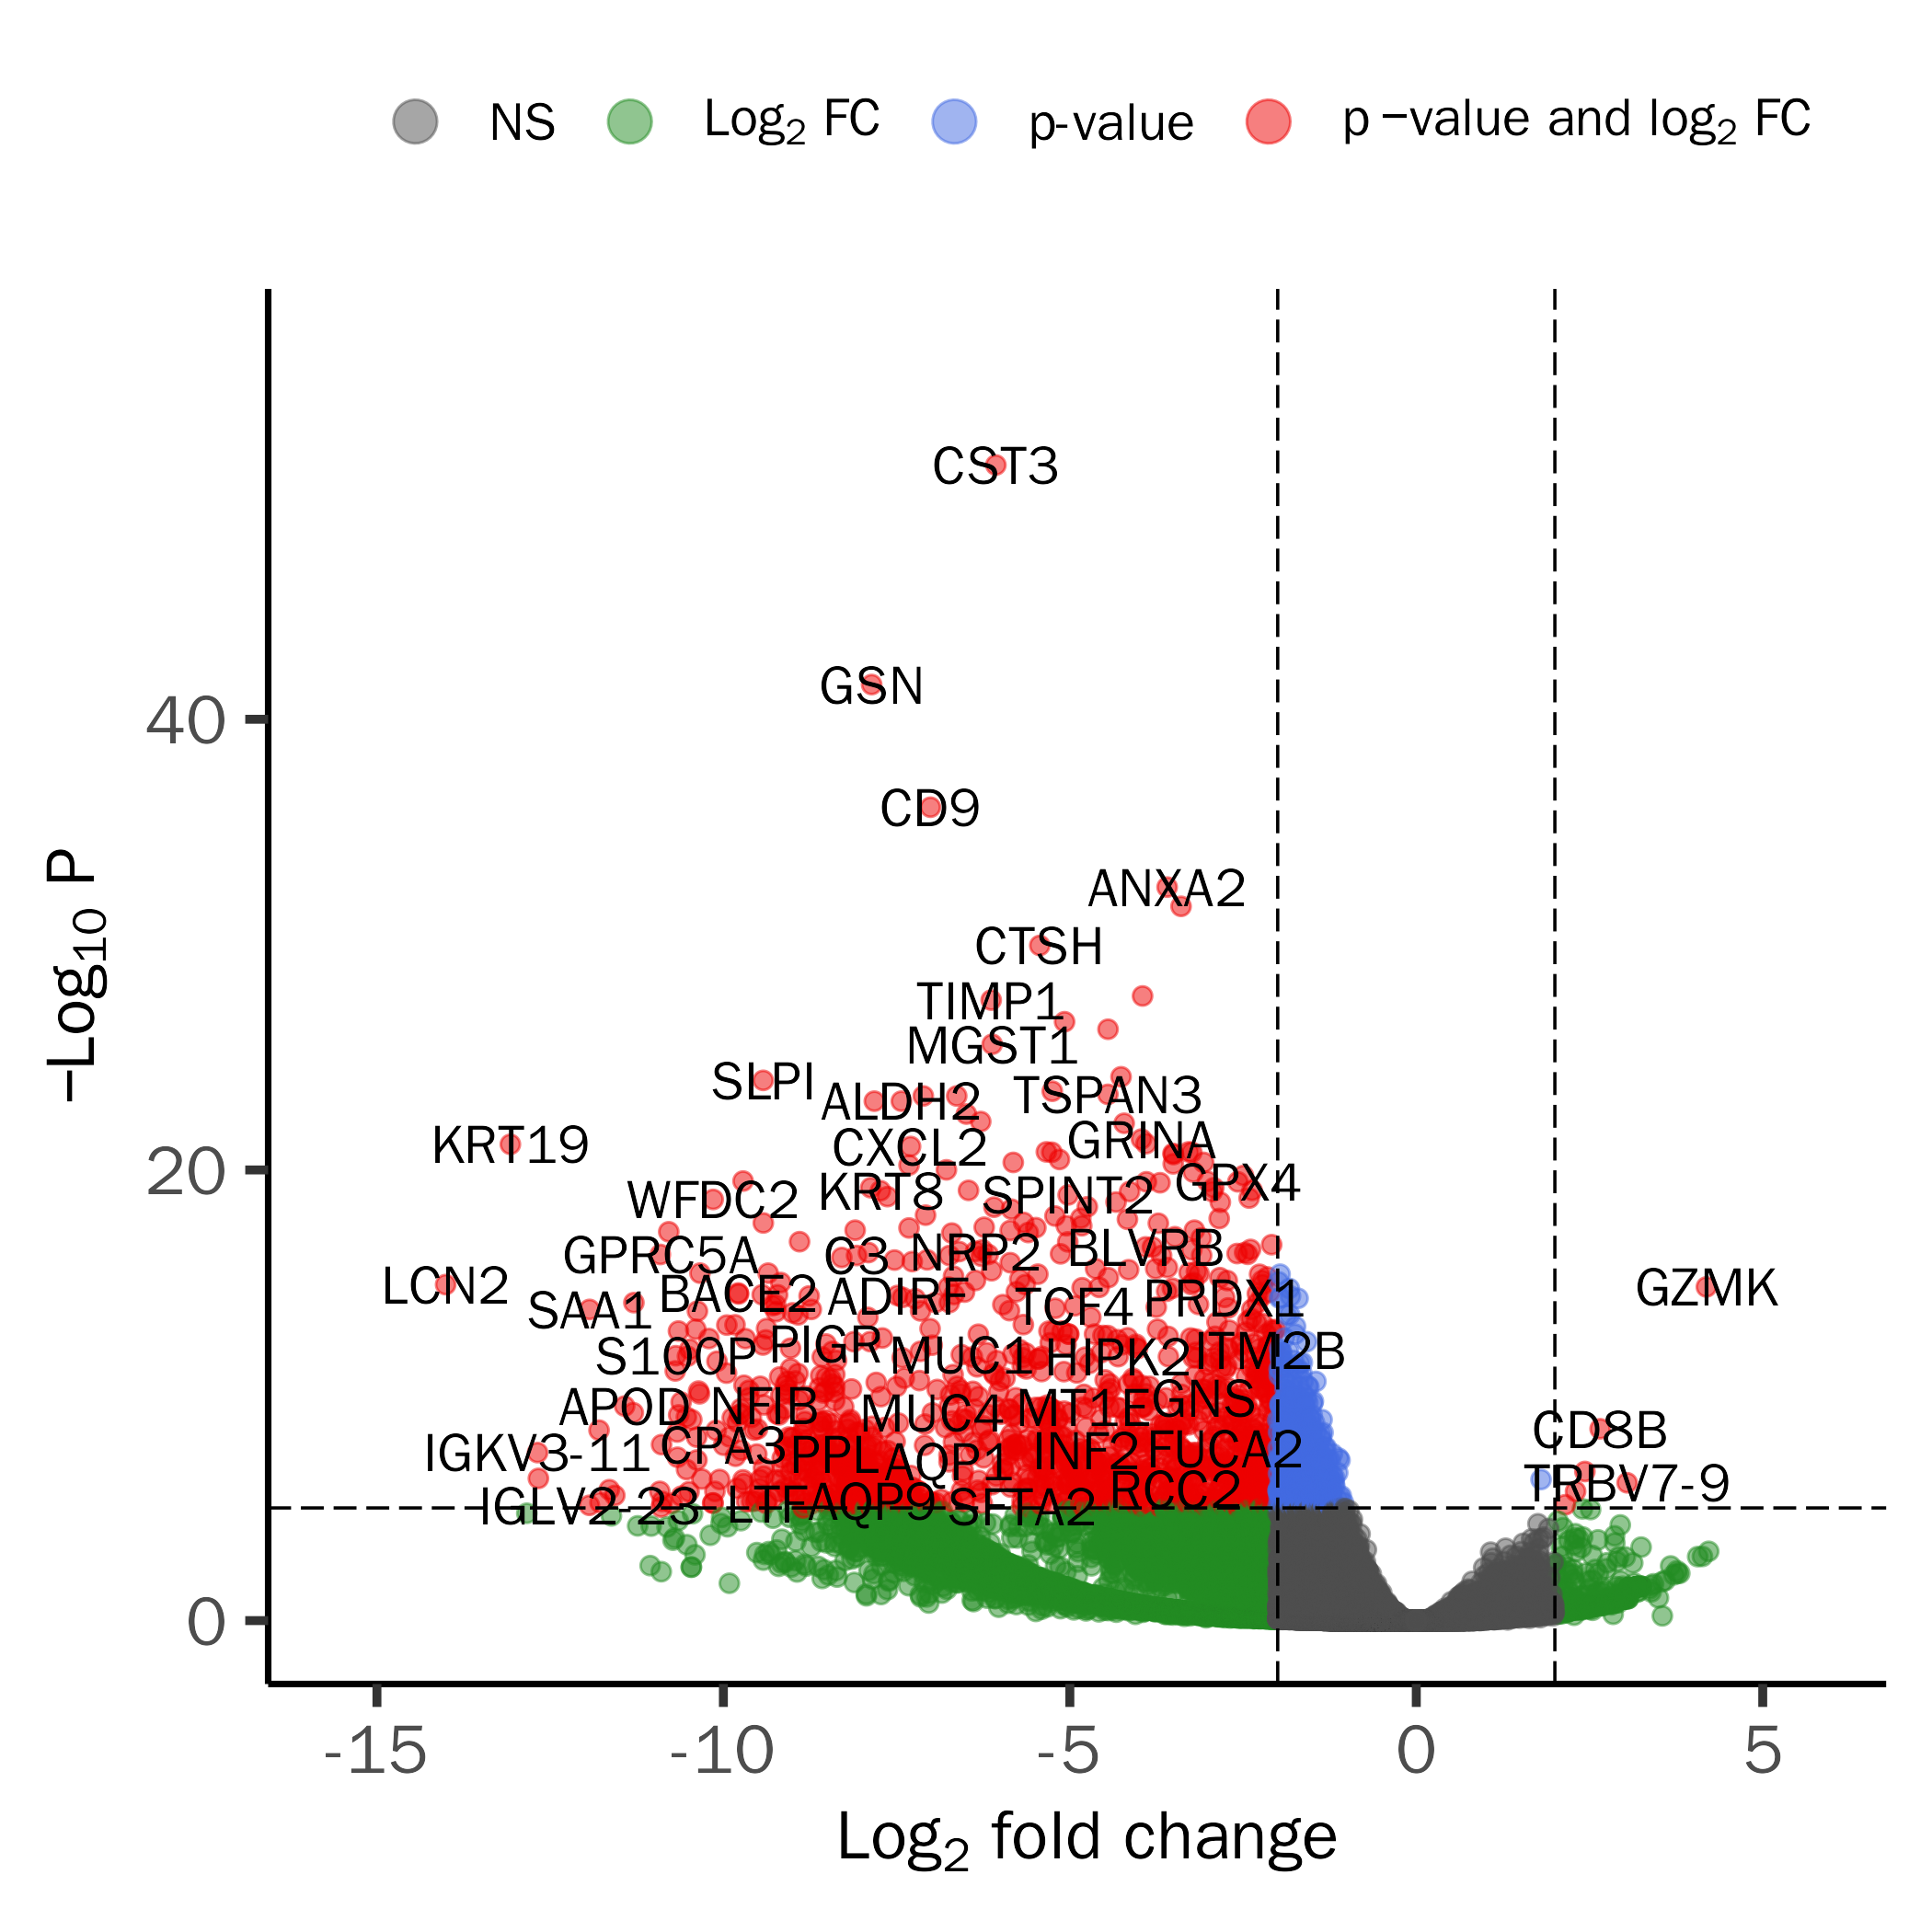 NS Log2 FC p-value p −value and log2 FC
CST3
GSN
40
CD9
ANXA2
CTSH
TIMP1
MGST1
SLPI
TSPAN3
ALDH2
GRINA
KRT19
CXCL2
20
GPX4
KRT8
SPINT2
WFDC2
BLVRB
NRP2
C3
GPRC5A
LCN2
GZMK
BACE2
ADIRF
PRDX1
TCF4
SAA1
PIGR
ITM2B
S100P
MUC1
HIPK2
GNS
APOD
NFIB
MT1E
MUC4
CD8B
CPA3
INF2
FUCA2
IGKV3-11
PPL
AQP1
TRBV7-9
RCC2
LTF
AQP9
IGLV2-23
SFTA2
0
-15 -10 -5 0 5
Log2 fold change
−Log10 P